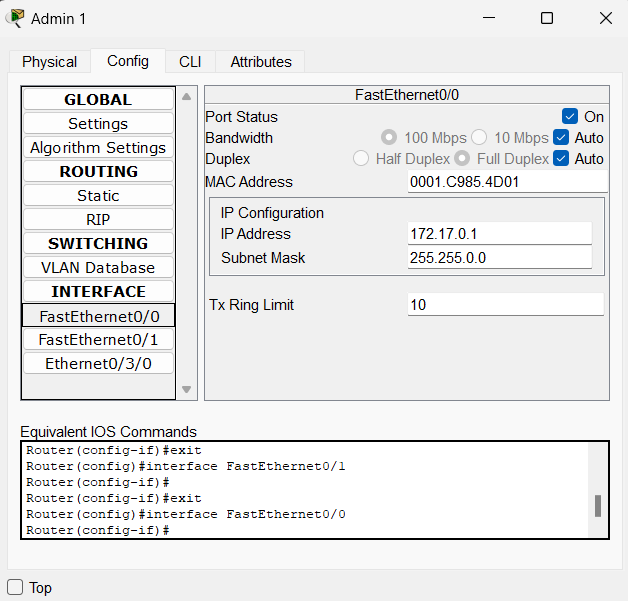 Admin 1
Physical Config CLI Attributes
GLOBAL
Settings
Algorithm Settings
ROUTING
Static
RIP
SWITCHING
VLAN Database
INTERFACE
FastEthernet0/0
FastEthernet0/1
Ethernet0/3/0
FastEthernet0/0
Port Status On
Bandwidth 100 Mbps 10 Mbps Auto
Duplex Half Duplex Full Duplex Auto
MAC Address 0001.C985.4D01
IP Configuration
IP Address 172.17.0.1
Subnet Mask 255.255.0.0
Tx Ring Limit 10
Equivalent IOS Commands
Router(config-if)#exit
Router(config)#interface FastEthernet0/1
Router(config-if)#
Router(config-if)#exit
Router(config)#interface FastEthernet0/0
Router(config-if)#
Top